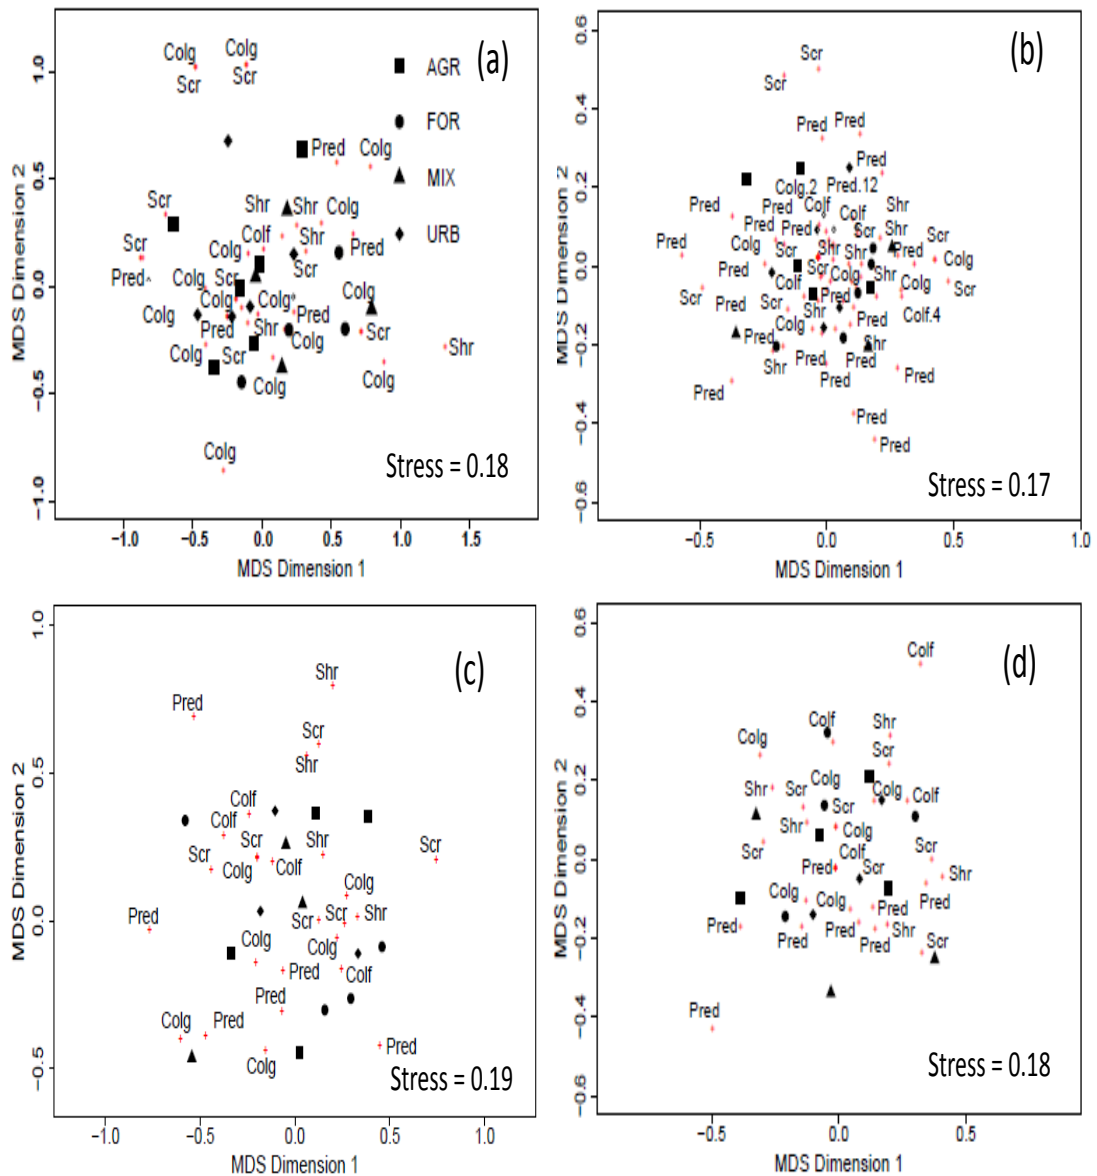 (a)
Colg Colg
Scr Scr
AGR
FOR
MIX
URB
Pred Colg
Scr
Shr Shr Colg
Colg Colf Shr Pred
Scr
Scr
Pred
Colg Scr
Colg Colg Colg Colg
Pred Shr Pred
Colg Scr Colg Scr Shr
Colg Colg
Colg
Stress = 0.18
MDS Dimension 2
1.0
0.5
0.0
−0.5
−1.0
−1.0 −0.5 0.0 0.5 1.0 1.5
MDS Dimension 1
(b)
Scr Scr
Pred Pred
Pred
Colg.2 Pred.12
Pred Pred Colf Colf Shr
Pred Pred Scr Shr
Colg Scr Shr Pred Scr
Pred Scr Colg Shr Colg
Scr Colf Pred Scr
Pred Scr Shr Colf.4
Pred Colg Pred
Shr Pred Pred Shr
Pred Pred Pred
Pred
Pred
Stress = 0.17
MDS Dimension 2
0.6
0.4
0.2
0.0
−0.2
−0.4
−0.6
−0.5 0.0 0.5 1.0
MDS Dimension 1
(c)
Shr
Pred
Scr
Shr
Colf
Colf Scr Shr
Scr Colg Colf Scr
Colg
Pred Scr Scr Shr
Colg Colg
Pred Colf
Pred
Colg Pred
Colg Pred
Stress = 0.19
MDS Dimension 2
1.0
0.5
0.0
−0.5
−1.0 −0.5 0.0 0.5 1.0
MDS Dimension 1
(d)
Colf
Colf Shr
Colg Scr
Colg Colg
Shr Scr Scr Colf
Shr Colg
Scr Colf Scr
Pred Scr Shr
Colg Colg Pred Pred
Pred Pred Pred Pred Shr
Scr
Pred
Stress = 0.18
MDS Dimension 2
0.6
0.4
0.2
0.0
−0.2
−0.4
−0.6
−0.5 0.0 0.5
MDS Dimension 1